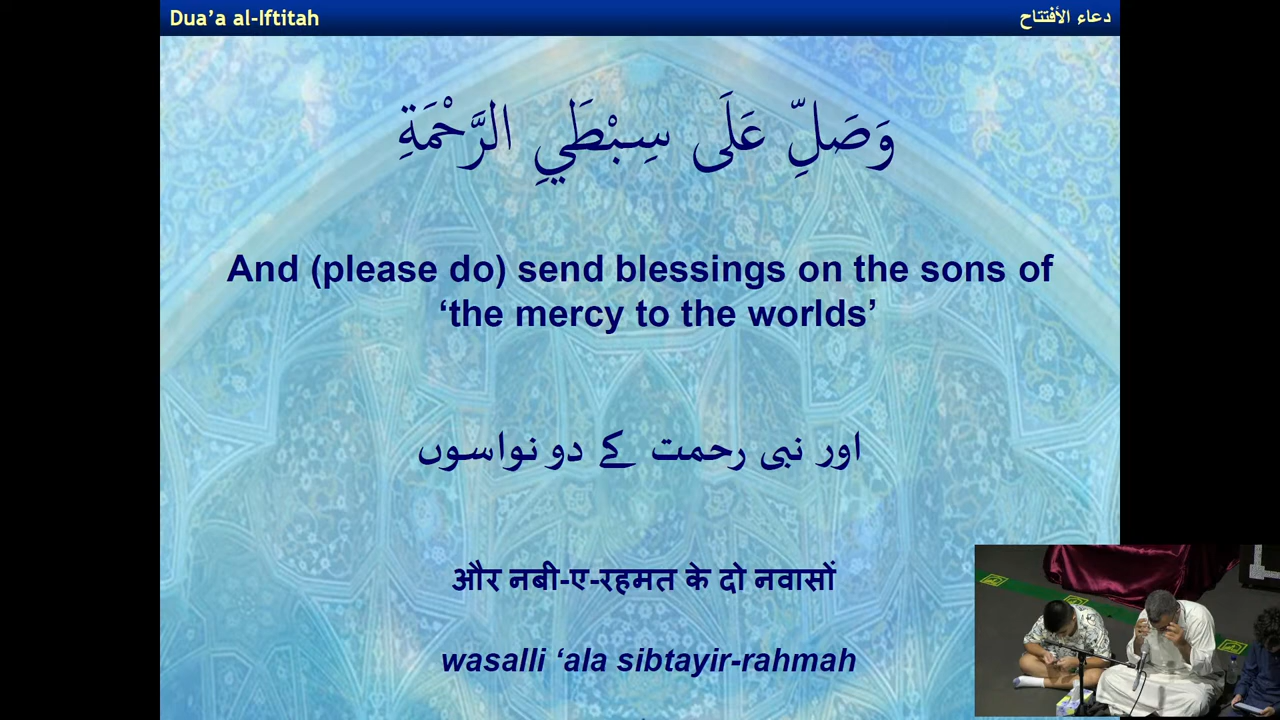 Dua’a al-Iftitah
دعاء الأفتتاح
وَصَلِّ عَلَى سِبْطَيِ الرَّحْمَةِ
And (please do) send blessings on the sons of
‘the mercy to the worlds’
اور نبی رحمت کے دو نواسوں
और नबी-ए-रहमत के दो नवासों
wasalli ‘ala sibtayir-rahmah